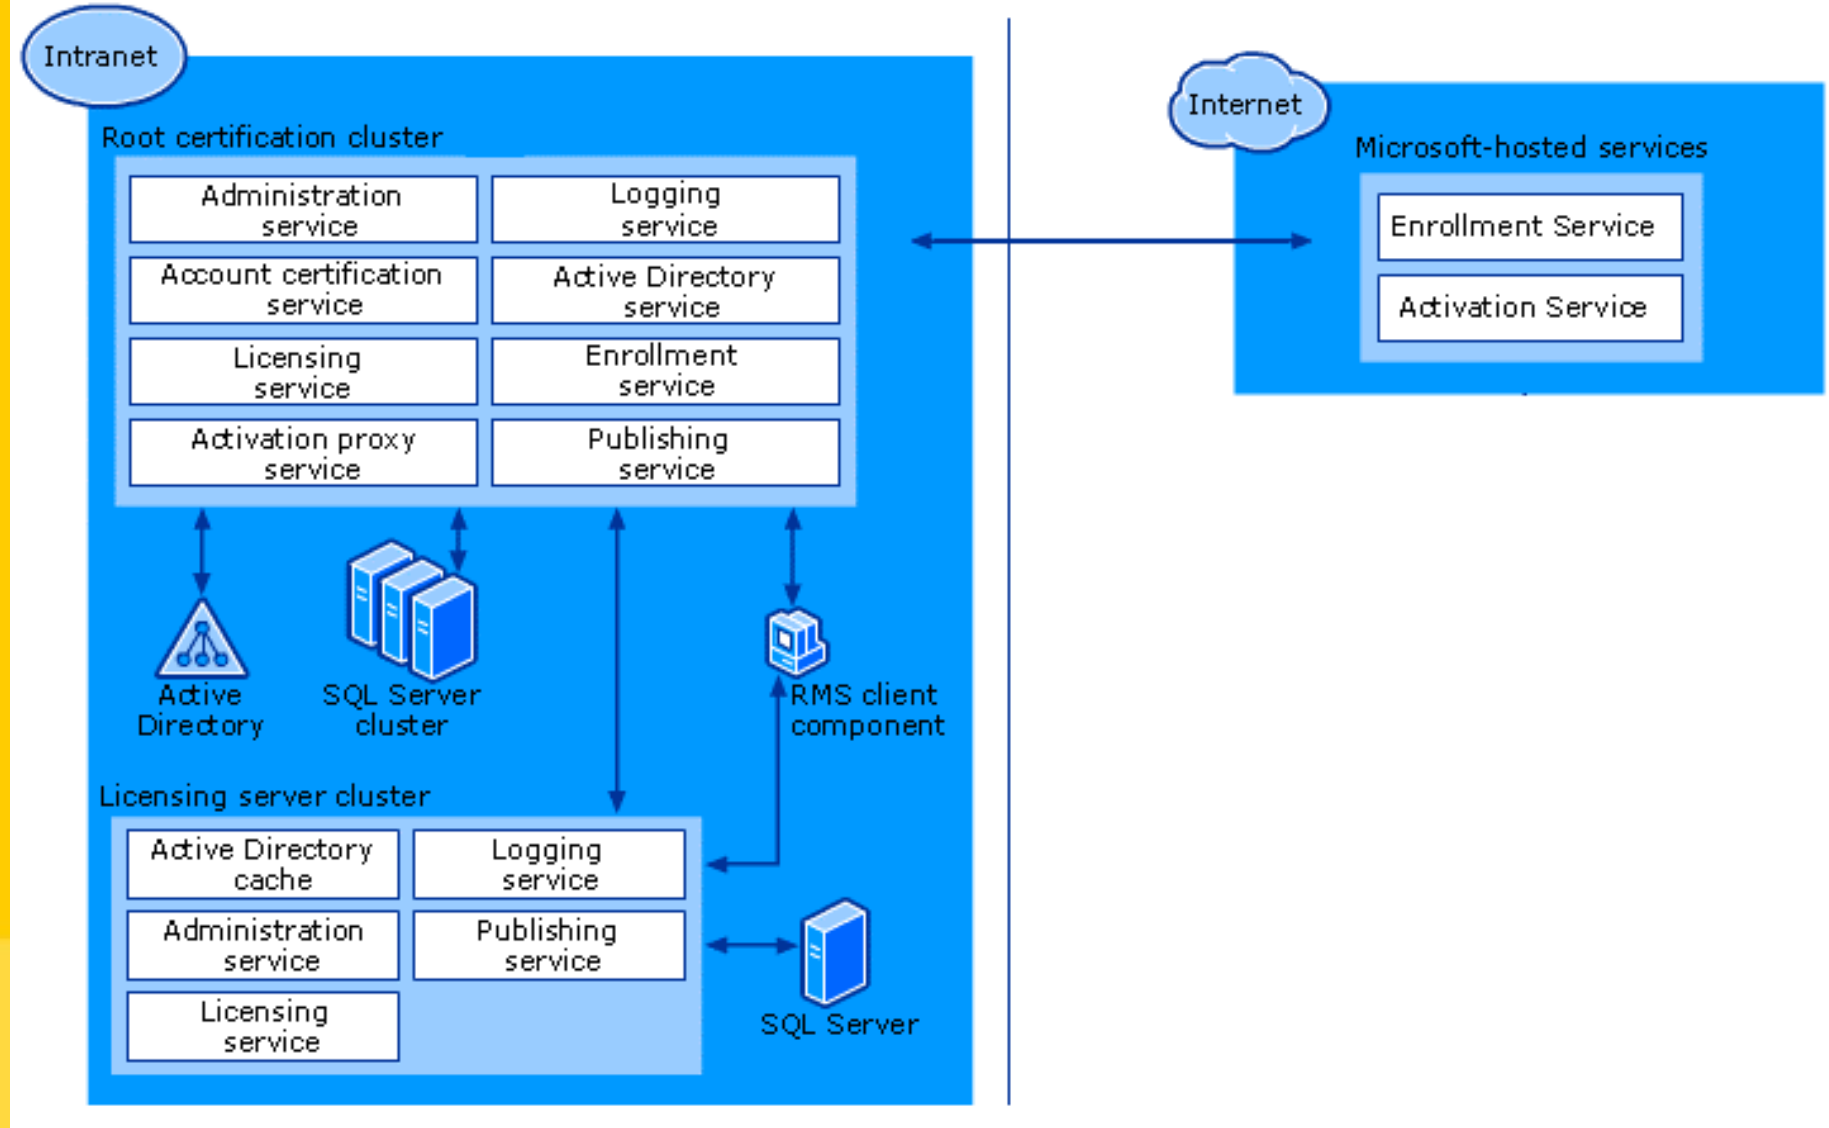 Intranet
Root certification cluster
Administration
service
Logging
service
Account certification
service
Active Directory
service
Licensing
service
Enrollment
service
Activation proxy
service
Publishing
service
Active
Directory
SQL Server
cluster
RMS client
component
Licensing server cluster
Active Directory
cache
Logging
service
Administration
service
Publishing
service
Licensing
service
SQL Server
Internet
Microsoft-hosted services
Enrollment Service
Activation Service